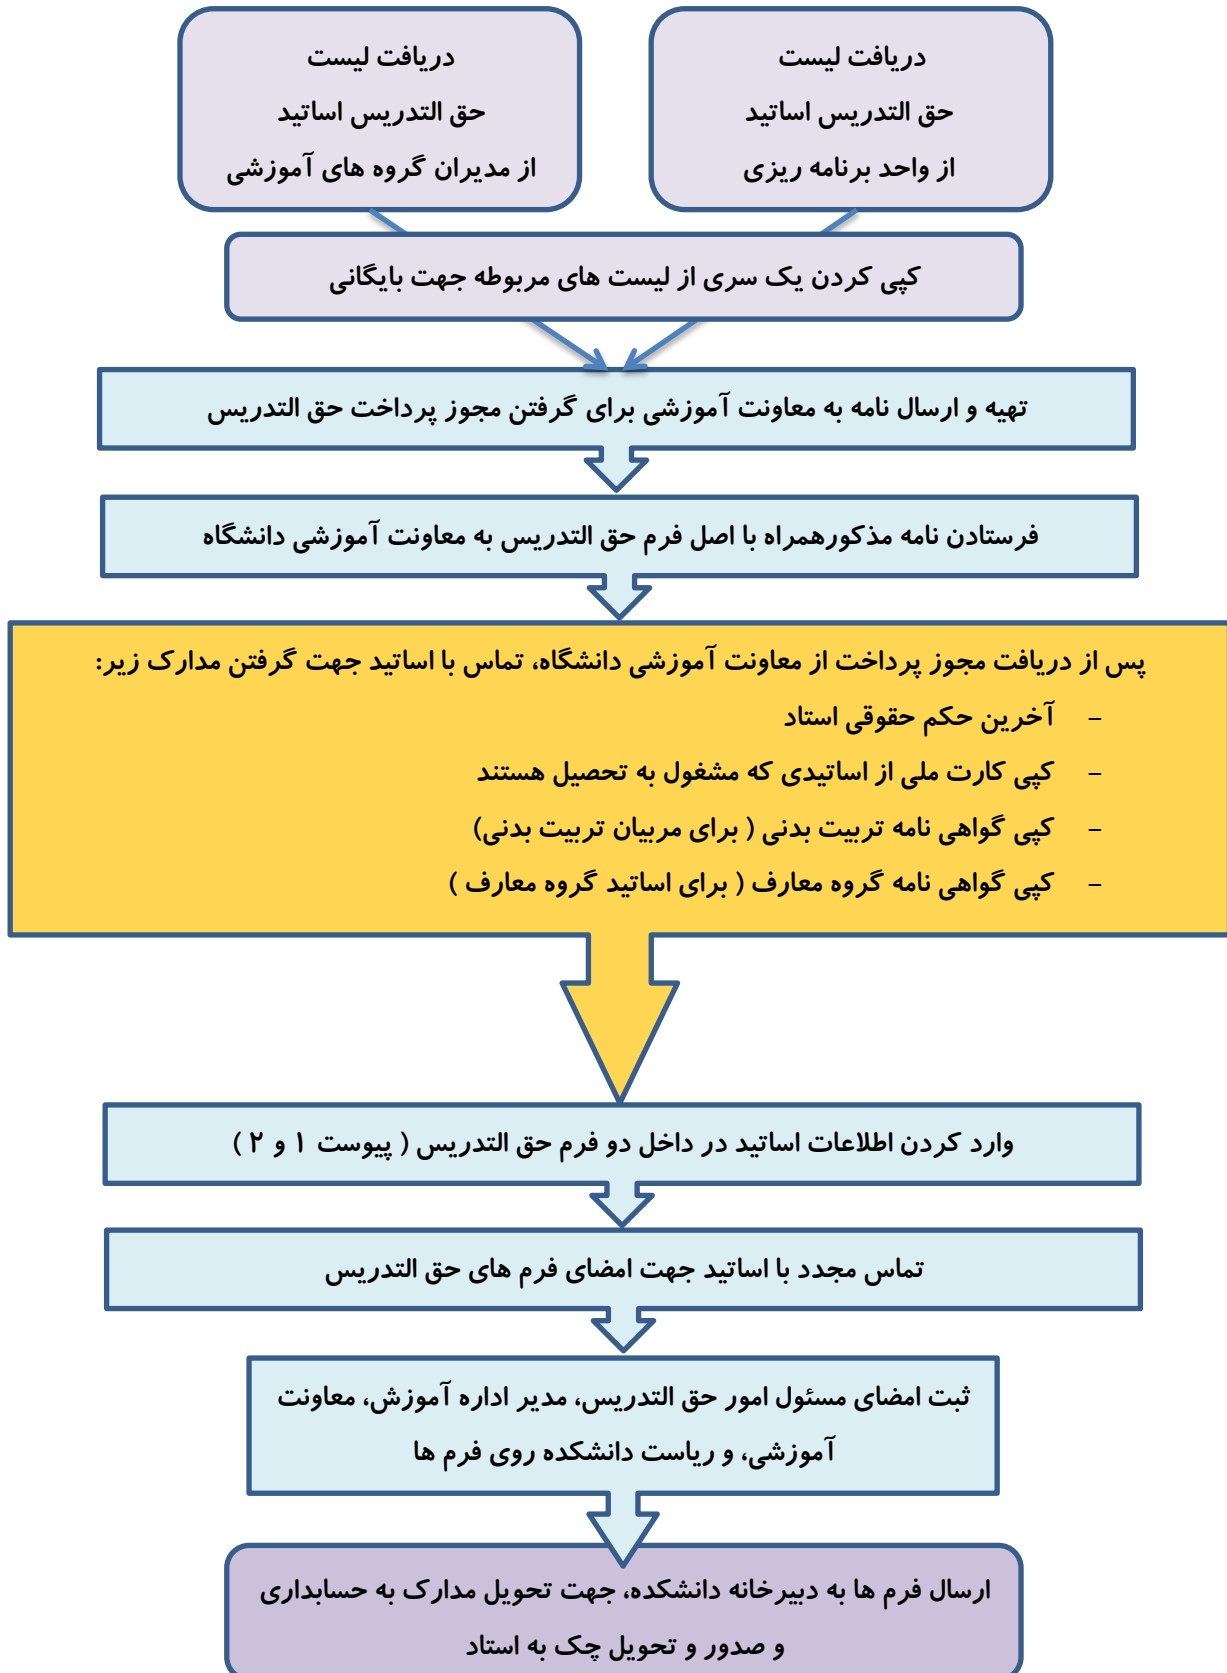 دریافت لیست
حق التدریس اساتید
از واحد برنامه ریزی
دریافت لیست
حق التدریس اساتید
از مدیران گروه های آموزشی
کپی کردن یک سری از لیست های مربوطه جهت بایگانی
تهیه و ارسال نامه به معاونت آموزشی برای گرفتن مجوز پرداخت حق التدریس
فرستادن نامه مذکورهمراه با اصل فرم حق التدریس به معاونت آموزشی دانشگاه
پس از دریافت مجوز پرداخت از معاونت آموزشی دانشگاه، تماس با اساتید جهت گرفتن مدارک زیر:
- آخرین حکم حقوقی استاد
- کپی کارت ملی از اساتیدی که مشغول به تحصیل هستند
- کپی گواهی نامه تربیت بدنی ( برای مربیان تربیت بدنی)
- کپی گواهی نامه گروه معارف ( برای اساتید گروه معارف )
وارد کردن اطلاعات اساتید در داخل دو فرم حق التدریس ( پیوست ۱ و ۲ )
تماس مجدد با اساتید جهت امضای فرم های حق التدریس
ثبت امضای مسئول امور حق التدریس، مدیر اداره آموزش، معاونت
آموزشی، و ریاست دانشکده روی فرم ها
ارسال فرم ها به دبیرخانه دانشکده، جهت تحویل مدارک به حسابداری
و صدور و تحویل چک به استاد